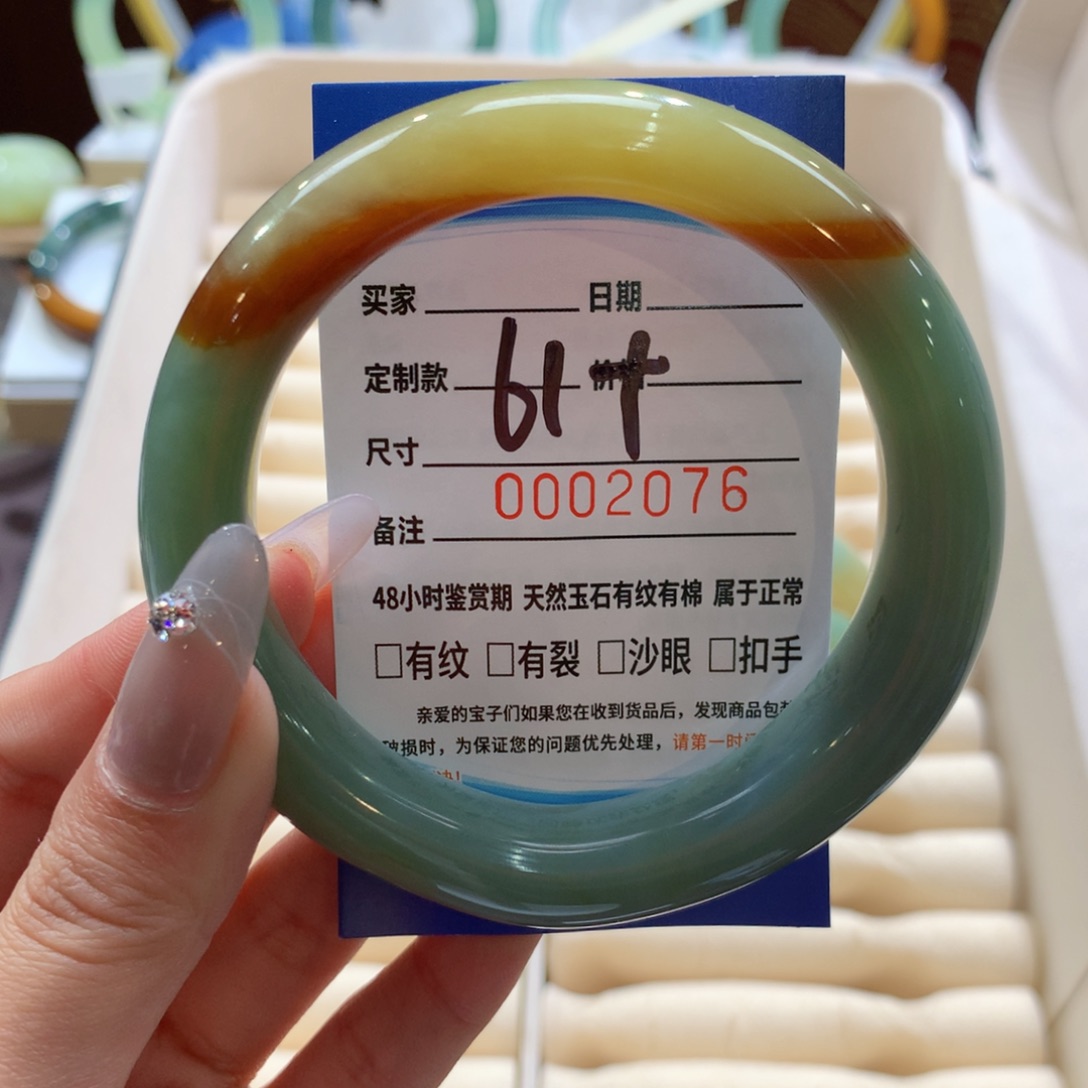 买家 日期
定制款 价格
61+
尺寸
0002076
备注
48小时鉴赏期 天然玉石有纹有棉 属于正常
□有纹 □有裂 □沙眼 □扣手
亲爱的宝子们如果您在收到货品后，发现商品包
破损时，为保证您的问题优先处理，请第一时